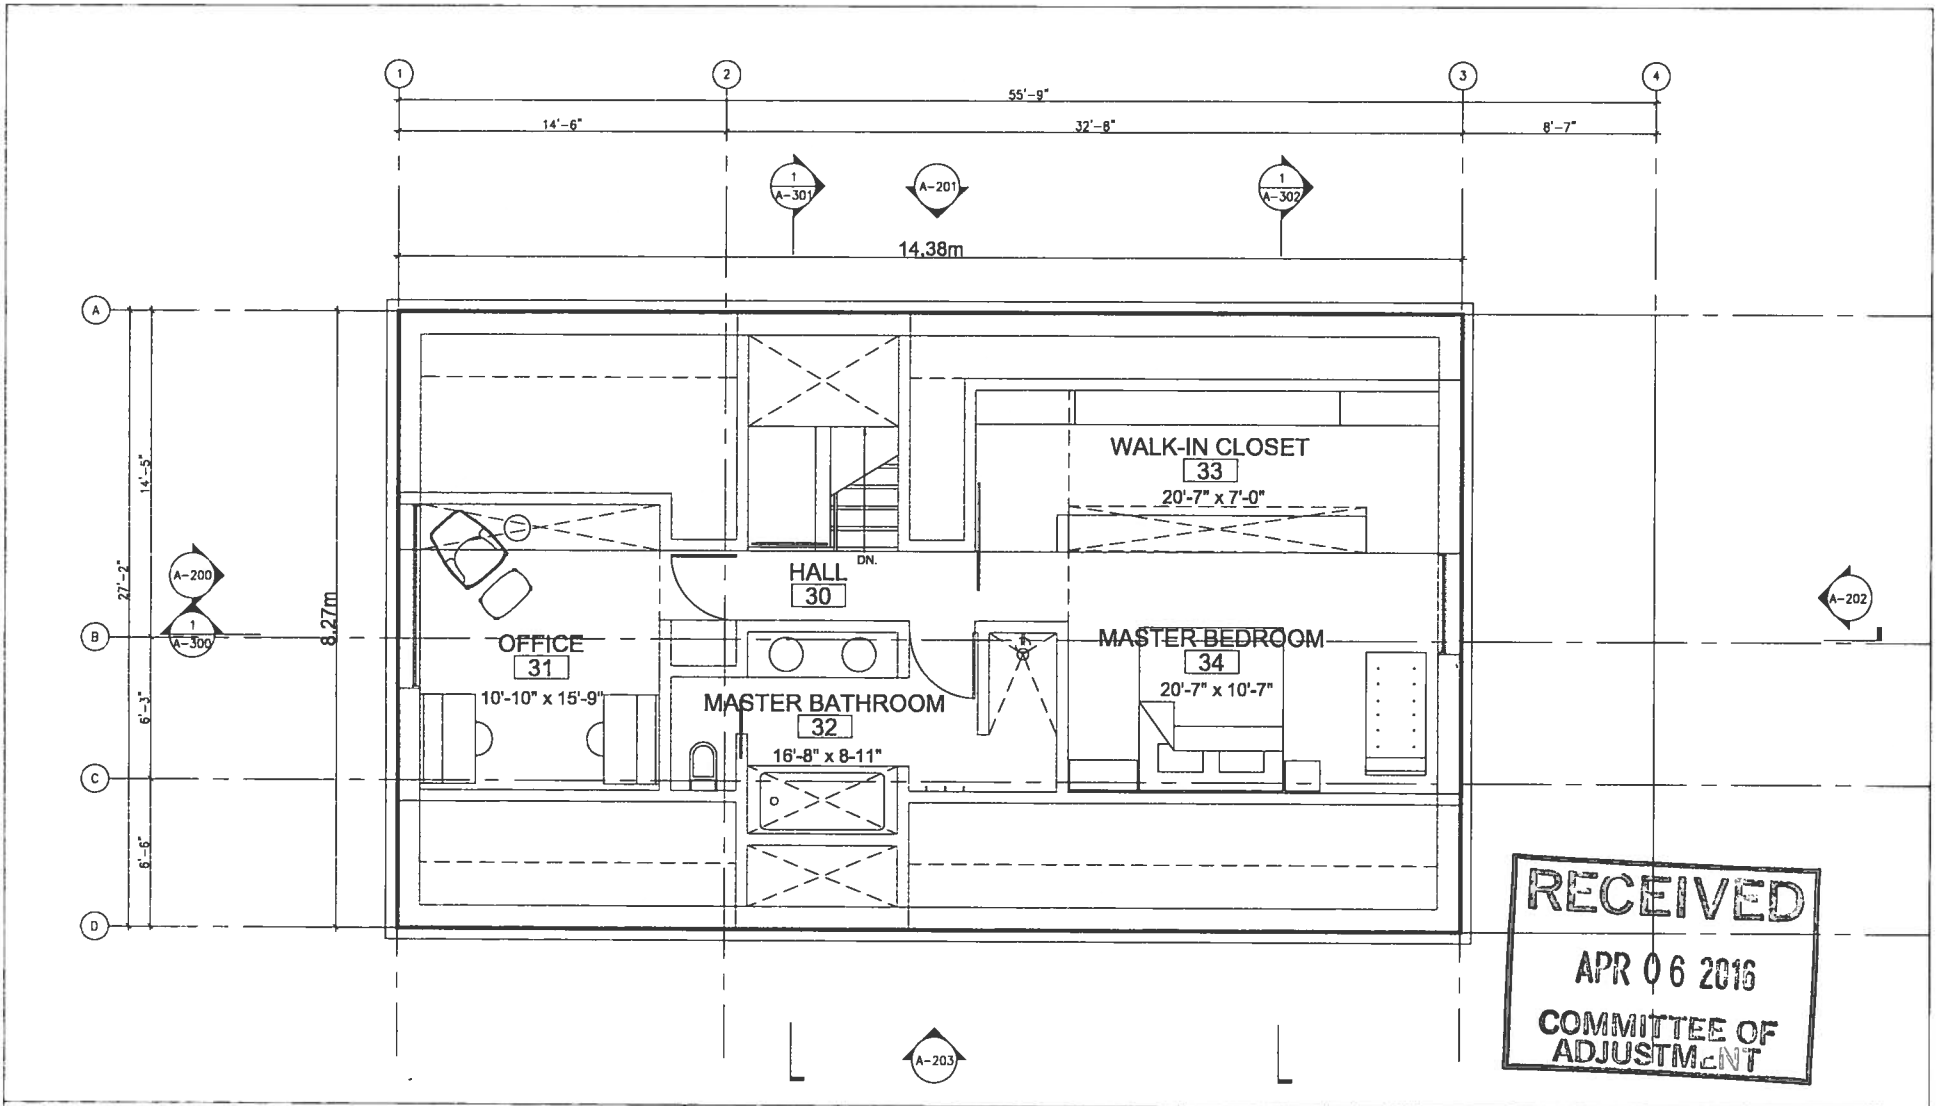 1
2
3
4
55'-9"
14'-6"
32'-8"
8'-7"
1
A-301
A-201
1
A-302
14.38m
A
B
C
D
27'-2"
14'-5"
6'-3"
6'-6"
8.27m
A-200
1
A-300
A-202
WALK-IN CLOSET
33
20'-7" x 7'-0"
DN.
HALL
30
OFFICE
31
10'-10" x 15'-9"
MASTER BATHROOM
32
16'-8" x 8-11"
MASTER BEDROOM
34
20'-7" x 10'-7"
A-203
RECEIVED
APR 06 2016
COMMITTEE OF
ADJUSTMENT